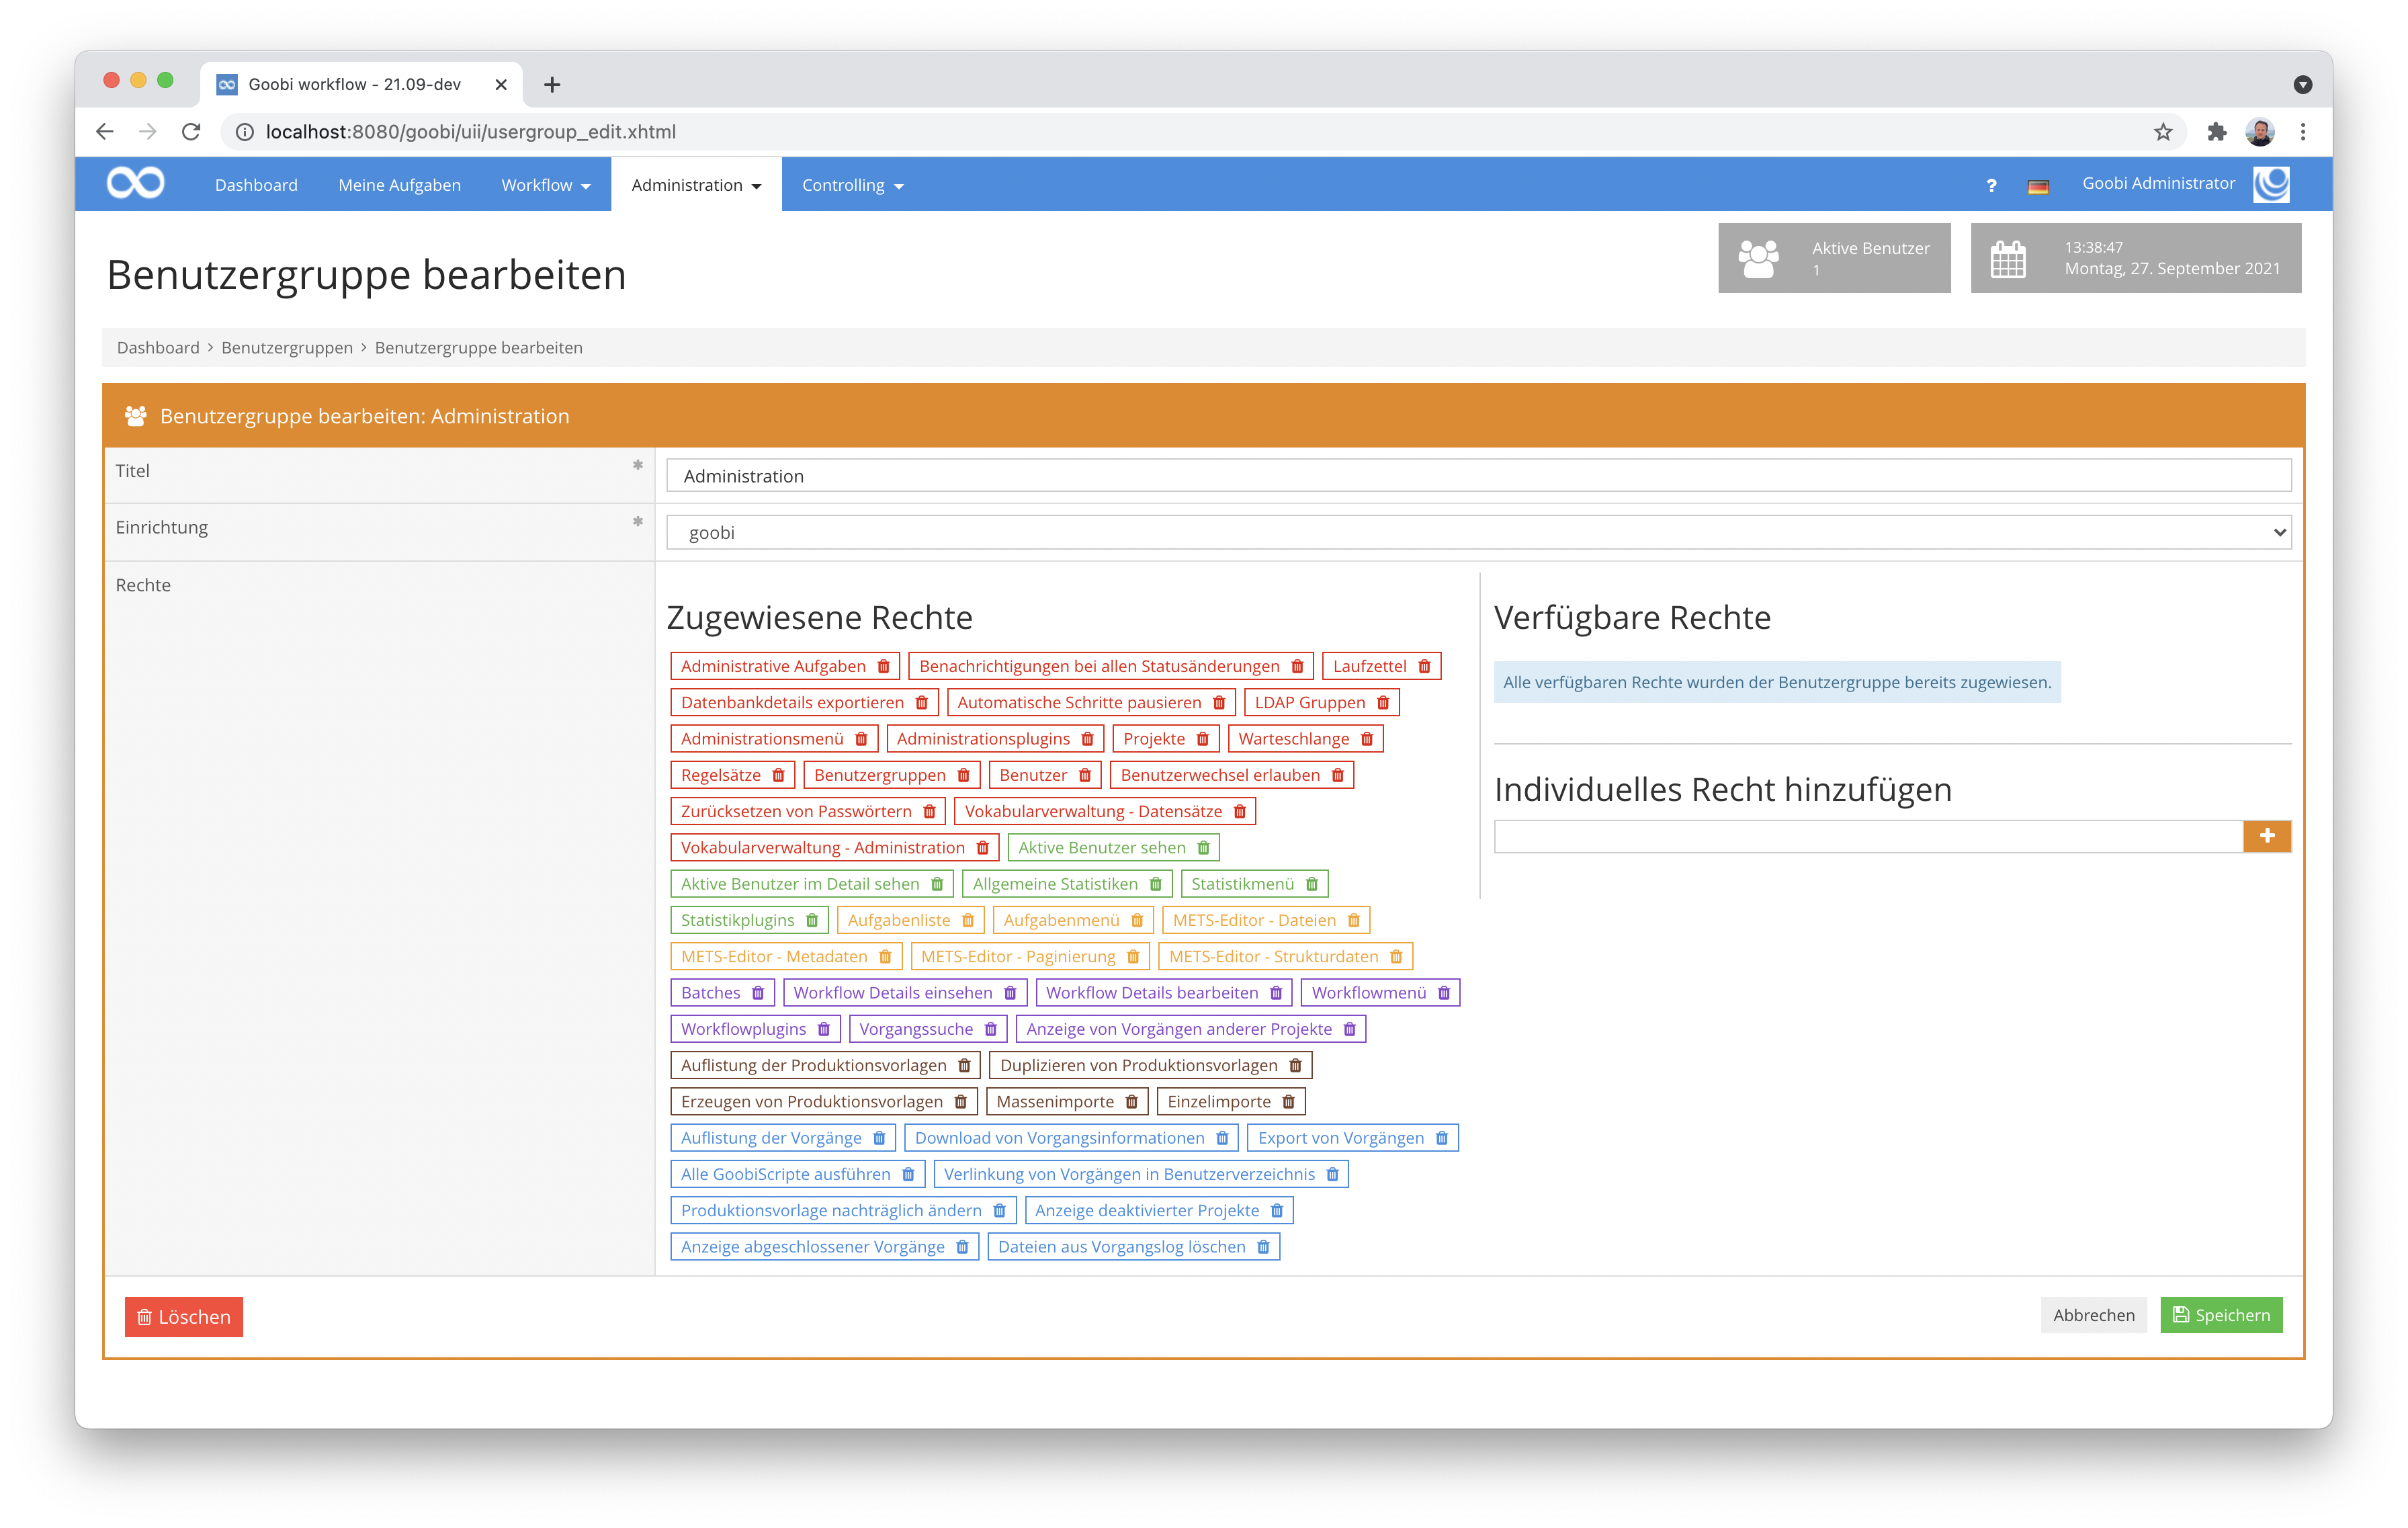 Goobi workflow - 21.09-dev
localhost:8080/goobi/uii/usergroup_edit.xhtml
Dashboard Meine Aufgaben Workflow Administration Controlling ? Goobi Administrator
Benutzergruppe bearbeiten
Aktive Benutzer
1
13:38:47
Montag, 27. September 2021
Dashboard > Benutzergruppen > Benutzergruppe bearbeiten
Benutzergruppe bearbeiten: Administration
Titel *
Administration
Einrichtung *
goobi
Rechte
Zugewiesene Rechte
Administrative Aufgaben Benachrichtigungen bei allen Statusänderungen Laufzettel
Datenbankdetails exportieren Automatische Schritte pausieren LDAP Gruppen
Administrationsmenü Administrationsplugins Projekte Warteschlange
Regelsätze Benutzergruppen Benutzer Benutzerwechsel erlauben
Zurücksetzen von Passwörtern Vokabularverwaltung - Datensätze
Vokabularverwaltung - Administration Aktive Benutzer sehen
Aktive Benutzer im Detail sehen Allgemeine Statistiken Statistikmenü
Statistikplugins Aufgabenliste Aufgabenmenü METS-Editor - Dateien
METS-Editor - Metadaten METS-Editor - Paginierung METS-Editor - Strukturdaten
Batches Workflow Details einsehen Workflow Details bearbeiten Workflowmenü
Workflowplugins Vorgangssuche Anzeige von Vorgängen anderer Projekte
Auflistung der Produktionsvorlagen Duplizieren von Produktionsvorlagen
Erzeugen von Produktionsvorlagen Massenimporte Einzelimporte
Auflistung der Vorgänge Download von Vorgangsinformationen Export von Vorgängen
Alle GoobiScripte ausführen Verlinkung von Vorgängen in Benutzerverzeichnis
Produktionsvorlage nachträglich ändern Anzeige deaktivierter Projekte
Anzeige abgeschlossener Vorgänge Dateien aus Vorgangslog löschen
Verfügbare Rechte
Alle verfügbaren Rechte wurden der Benutzergruppe bereits zugewiesen.
Individuelles Recht hinzufügen
Löschen
Abbrechen Speichern